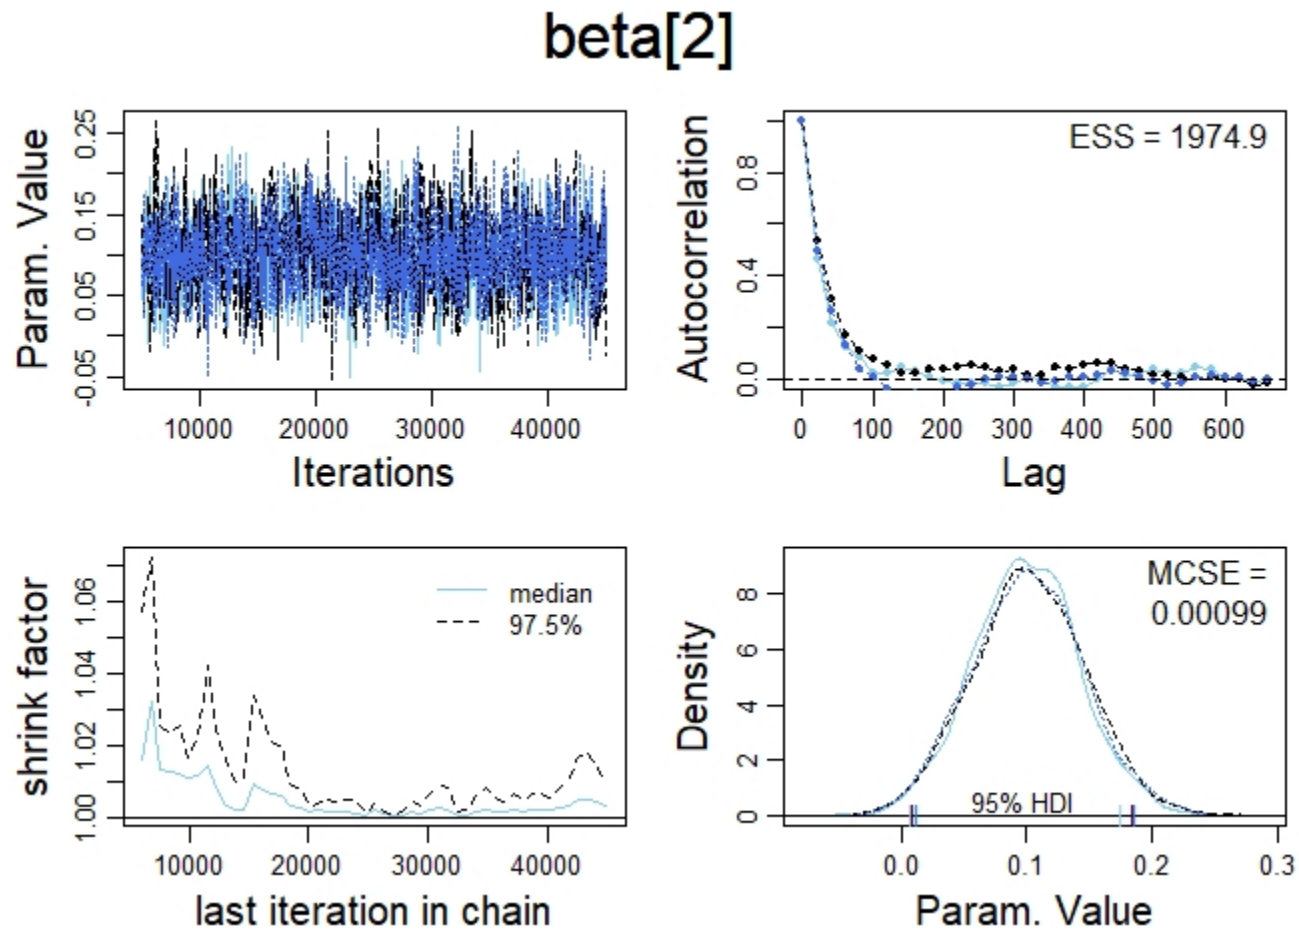 beta[2]
Param. Value
0.25
0.15
0.05
-0.05
10000 20000 30000 40000
Iterations
Autocorrelation
0.8
0.4
0.0
ESS = 1974.9
0 100 200 300 400 500 600
Lag
shrink factor
1.06
1.04
1.02
1.00
median
97.5%
10000 20000 30000 40000
last iteration in chain
Density
8
6
4
2
0
MCSE =
0.00099
95% HDI
0.0 0.1 0.2 0.3
Param. Value